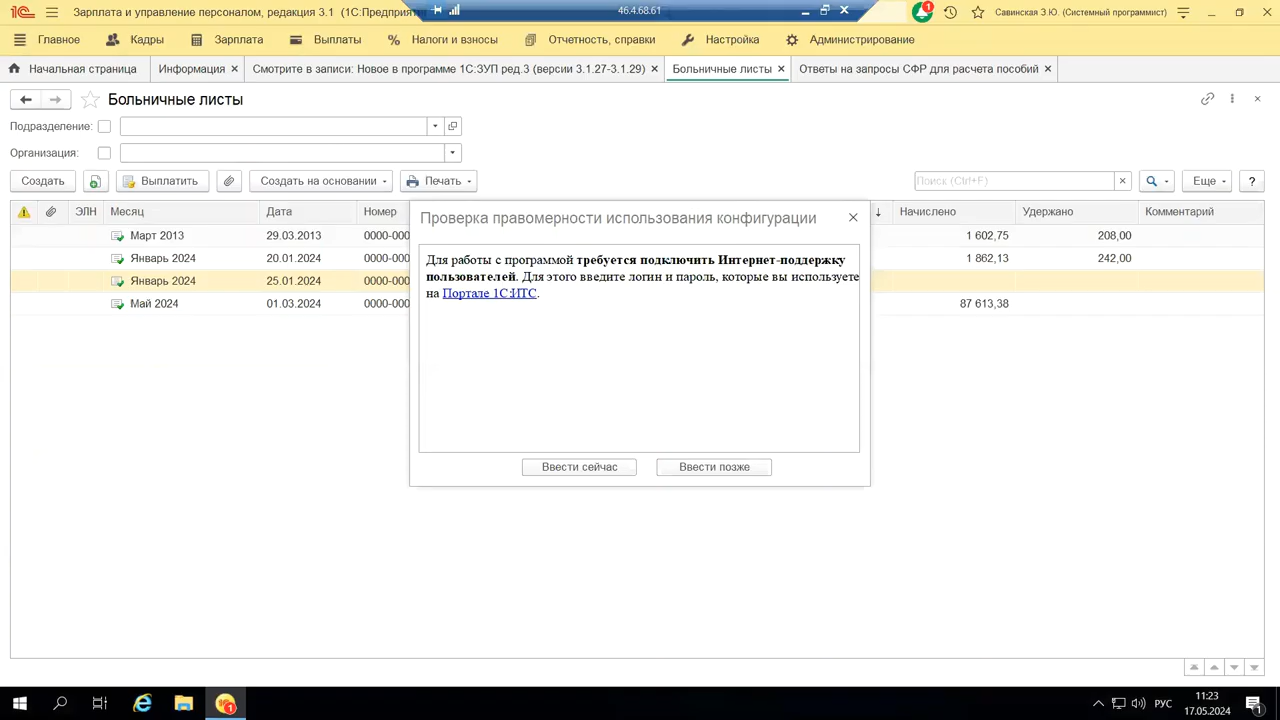 Зарплата и управление персоналом, редакция 3.1 (1С:Предприят
46.4.68.61
1
Савинская Э.Ю. (Системный программист)
Главное
Кадры
Зарплата
Выплаты
Налоги и взносы
Отчетность, справки
Настройка
Администрирование
Начальная страница
Информация
Смотрите в записи: Новое в программе 1С:ЗУП ред.3 (версии 3.1.27-3.1.29)
Больничные листы
Ответы на запросы СФР для расчета пособий
Больничные листы
Подразделение:
Организация:
Создать
Выплатить
Создать на основании
Печать
Поиск (Ctrl+F)
Еще
?
ЭЛН
Месяц
Дата
Номер
Начислено
Удержано
Комментарий
Март 2013
29.03.2013
0000-000
1 602,75
208,00
Январь 2024
20.01.2024
0000-000
1 862,13
242,00
Январь 2024
25.01.2024
0000-000
Май 2024
01.03.2024
0000-000
87 613,38
Проверка правомерности использования конфигурации
Для работы с программой требуется подключить Интернет-поддержку
пользователей. Для этого введите логин и пароль, которые вы используете
на Портале 1С:ИТС.
Ввести сейчас
Ввести позже
1
РУС
11:23
17.05.2024
1